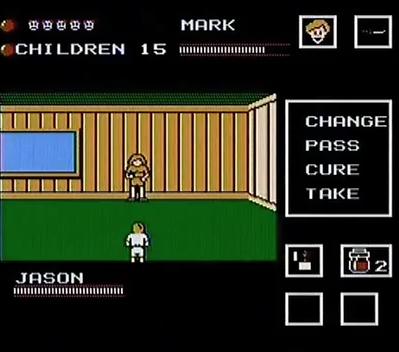 MARK
CHILDREN 15
CHANGE
PASS
CURE
TAKE
2
JASON